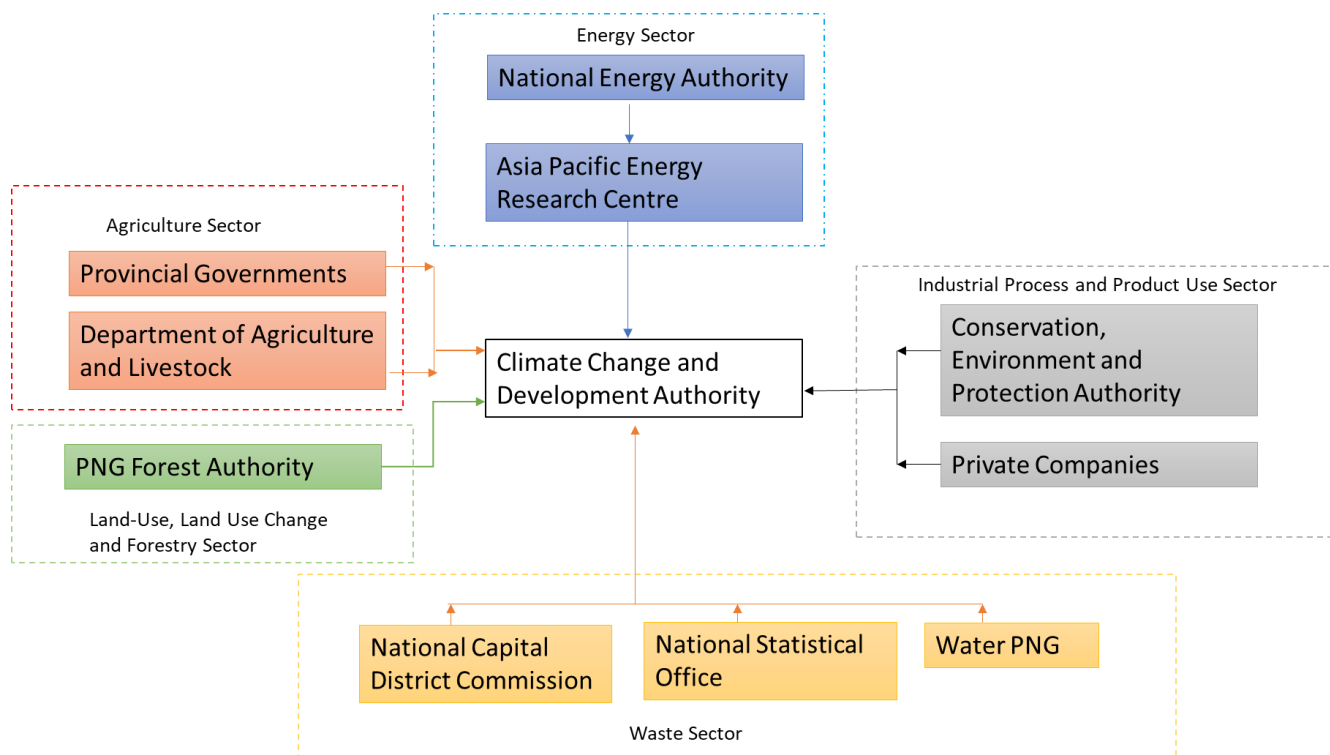 Energy Sector
National Energy Authority
Asia Pacific Energy
Research Centre
Agriculture Sector
Provincial Governments
Department of Agriculture
and Livestock
Climate Change and
Development Authority
Industrial Process and Product Use Sector
Conservation,
Environment and
Protection Authority
Private Companies
PNG Forest Authority
Land-Use, Land Use Change
and Forestry Sector
National Capital
District Commission
National Statistical
Office
Water PNG
Waste Sector